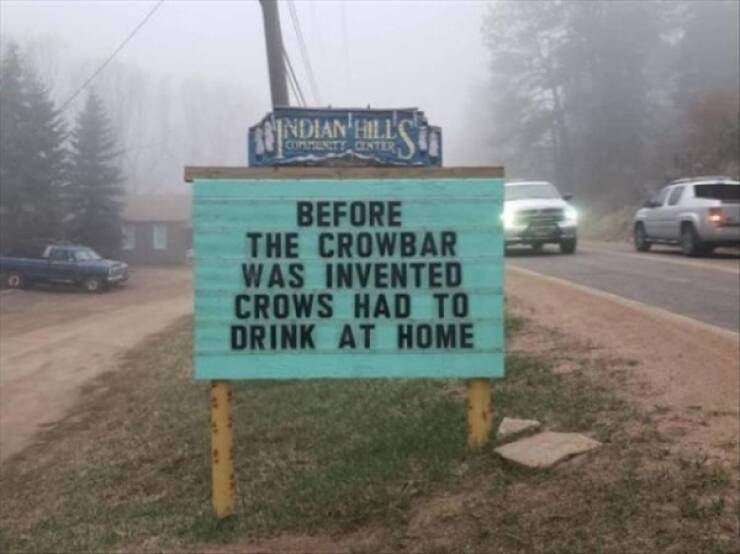 INDIAN HILLS
COMMUNITY CENTER
BEFORE
THE CROWBAR
WAS INVENTED
CROWS HAD TO
DRINK AT HOME